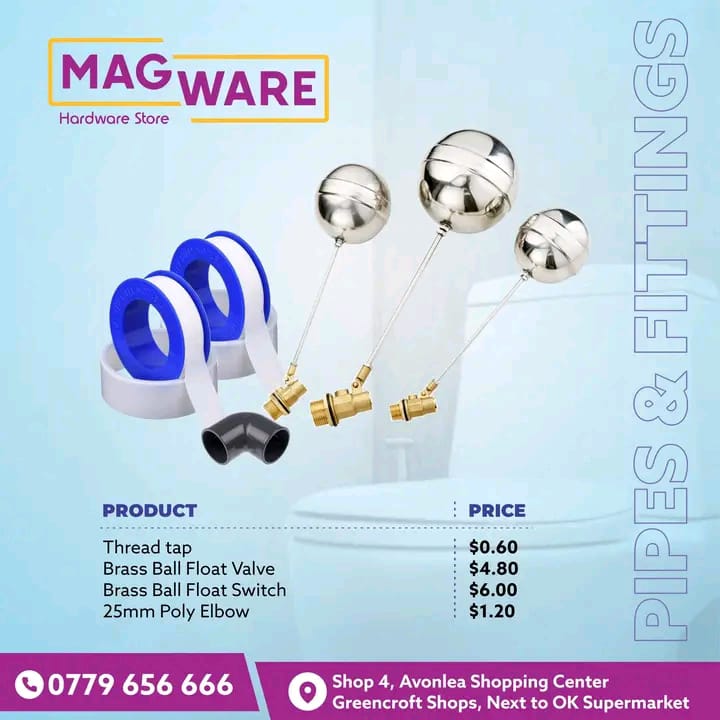 MAGWARE
Hardware Store
PIPES & FITTINGS
PRODUCT PRICE
Thread tap $0.60
Brass Ball Float Valve $4.80
Brass Ball Float Switch $6.00
25mm Poly Elbow $1.20
0779 656 666
Shop 4, Avonlea Shopping Center
Greencroft Shops, Next to OK Supermarket